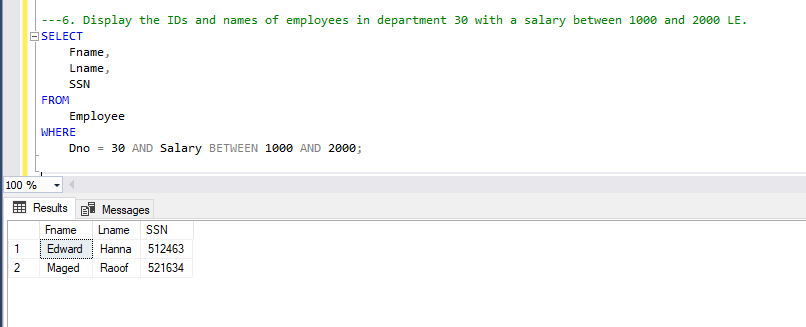 ---6. Display the IDs and names of employees in department 30 with a salary between 1000 and 2000 LE.
SELECT
Fname,
Lname,
SSN
FROM
Employee
WHERE
Dno = 30 AND Salary BETWEEN 1000 AND 2000;
100 %
Results Messages
Fname Lname SSN
1 Edward Hanna 512463
2 Maged Raoof 521634